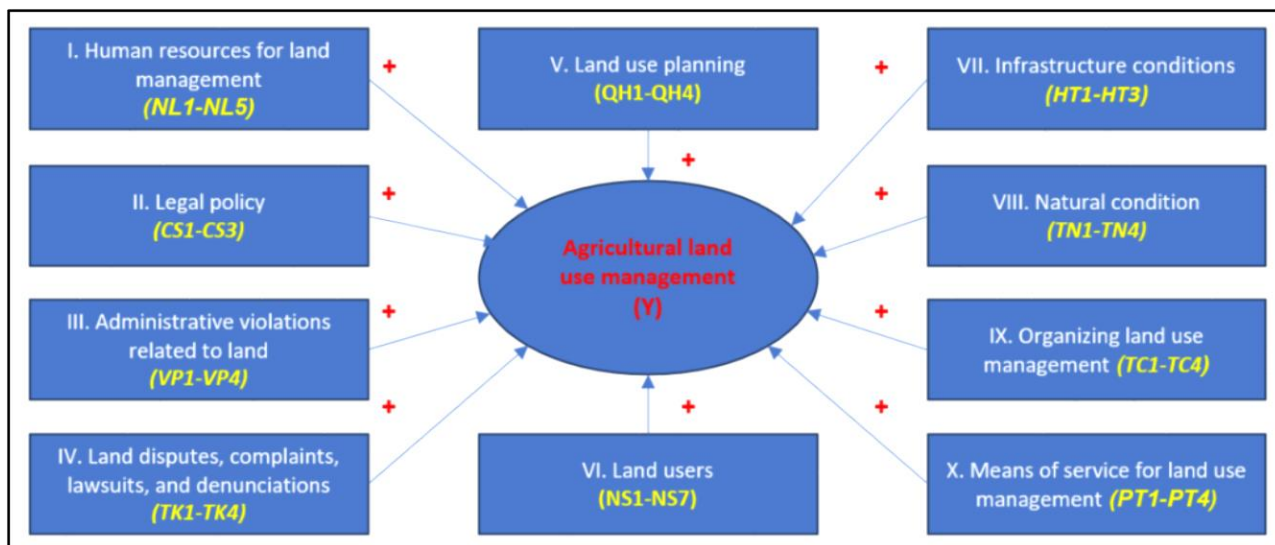 I. Human resources for land
management
(NL1-NL5)
+
II. Legal policy
(CS1-CS3)
+
III. Administrative violations
related to land
(VP1-VP4)
+
IV. Land disputes, complaints,
lawsuits, and denunciations
(TK1-TK4)
+
V. Land use planning
(QH1-QH4)
+
Agricultural land
use management
(Y)
VI. Land users
(NS1-NS7)
+
VII. Infrastructure conditions
(HT1-HT3)
+
VIII. Natural condition
(TN1-TN4)
+
IX. Organizing land use
management (TC1-TC4)
+
X. Means of service for land use
management (PT1-PT4)
+